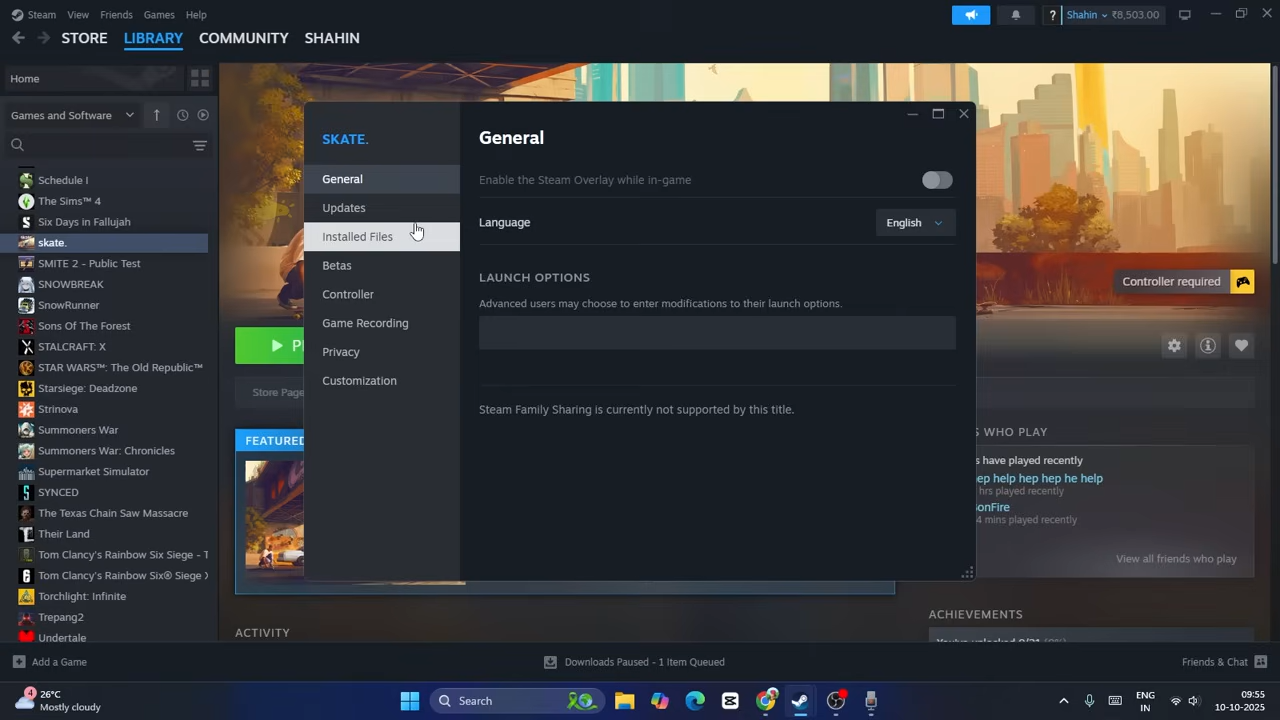 Steam View Friends Games Help
? Shahin ₹8,503.00
STORE LIBRARY COMMUNITY SHAHIN
Home
Games and Software
Schedule I
The Sims™ 4
Six Days in Fallujah
skate.
SMITE 2 - Public Test
SNOWBREAK
SnowRunner
Sons Of The Forest
STALCRAFT: X
STAR WARS™: The Old Republic™
Starsiege: Deadzone
Strinova
Summoners War
Summoners War: Chronicles
Supermarket Simulator
SYNCED
The Texas Chain Saw Massacre
Their Land
Tom Clancy's Rainbow Six Siege - T
Tom Clancy's Rainbow Six® Siege X
Torchlight: Infinite
Trepang2
Undertale
SKATE.
General
Updates
Installed Files
Betas
Controller
Game Recording
Privacy
Customization
General
Enable the Steam Overlay while in-game
Language English
LAUNCH OPTIONS
Advanced users may choose to enter modifications to their launch options.
Steam Family Sharing is currently not supported by this title.
Controller required
Store Page
FEATURED
ACTIVITY
S WHO PLAY
s have played recently
ep help hep hep he help
hrs played recently
onFire
4 mins played recently
View all friends who play
ACHIEVEMENTS
Add a Game
Downloads Paused - 1 Item Queued
Friends & Chat
4
26°C
Mostly cloudy
Search
ENG
IN
09:55
10-10-2025